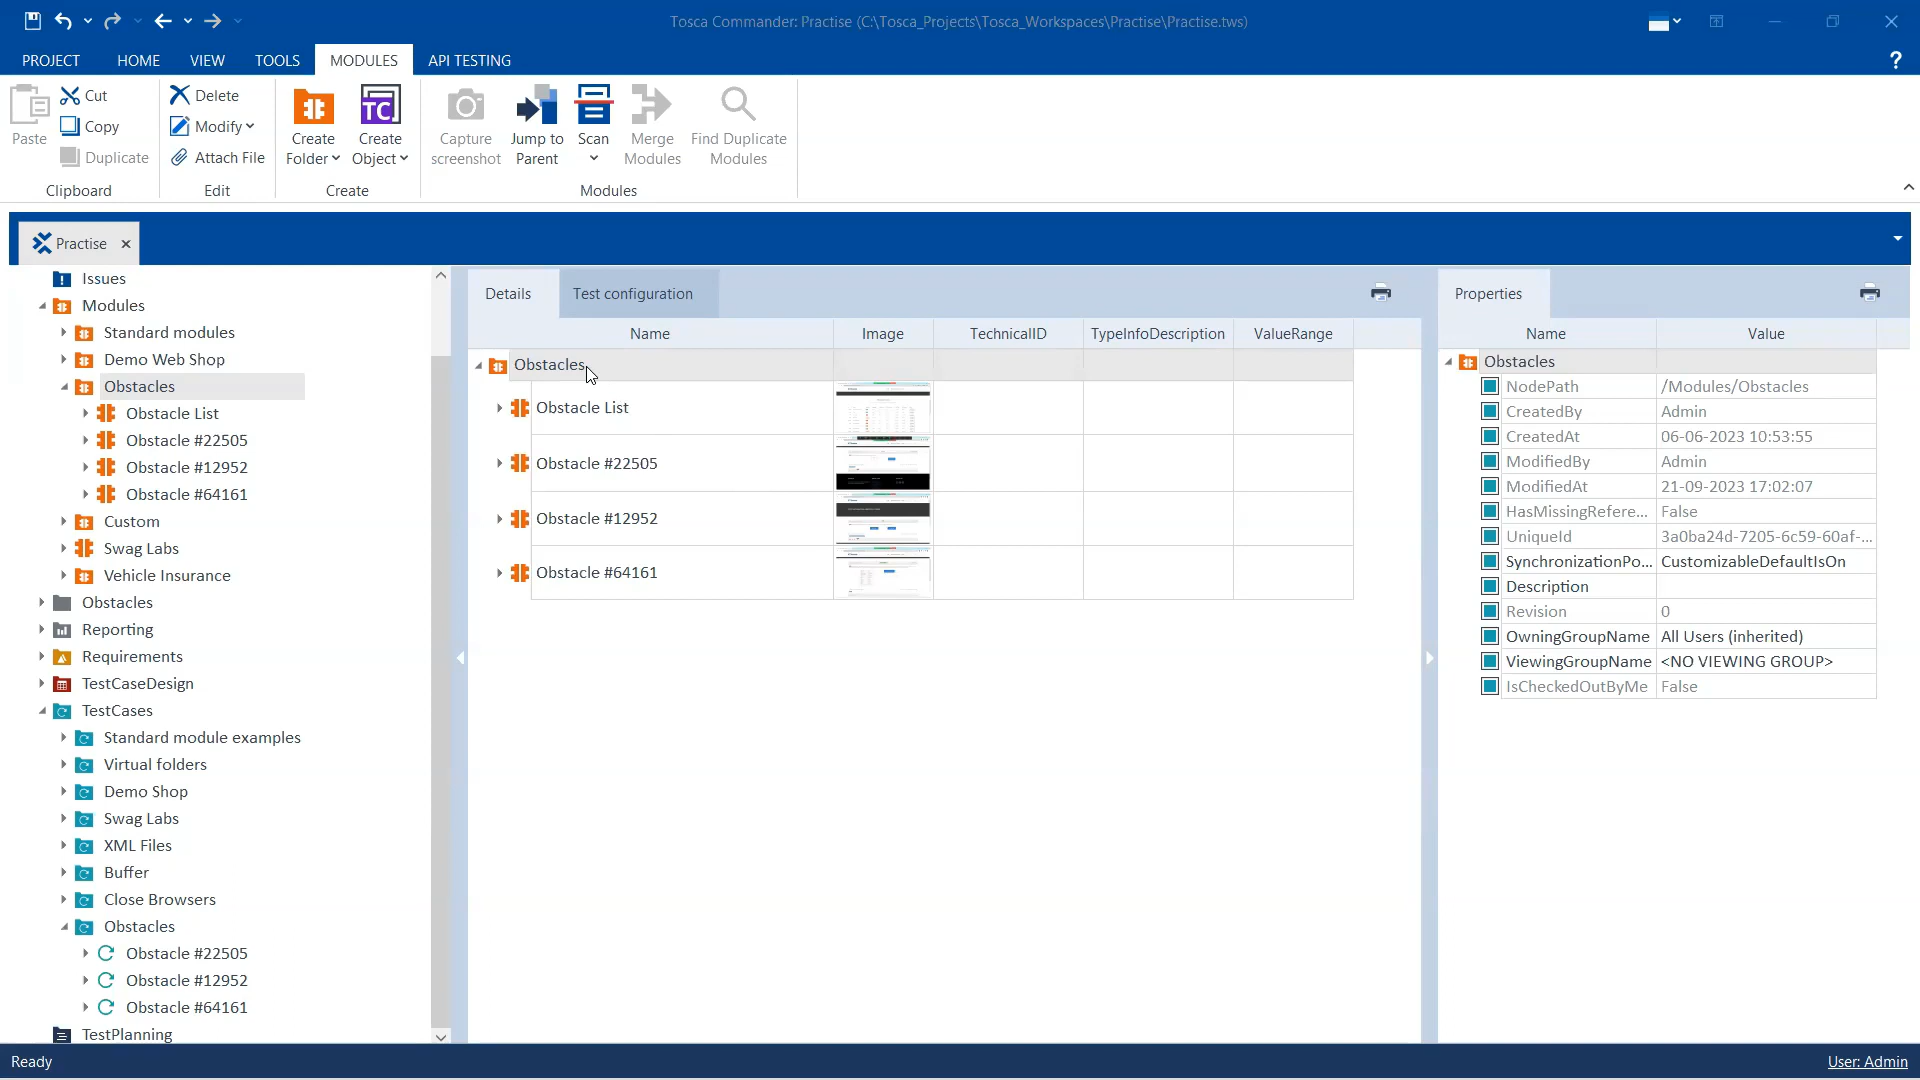 Tosca Commander: Practise (C:\Tosca_Projects\Tosca_Workspaces\Practise\Practise.tws)
PROJECT HOME VIEW TOOLS MODULES API TESTING ?
Paste
Cut
Copy
Duplicate
Clipboard
Delete
Modify
Attach File
Edit
Create
Folder
TC
Create
Object
Create
Capture
screenshot
Jump to
Parent
Scan
Merge
Modules
Find Duplicate
Modules
Modules
Practise
Issues
Modules
Standard modules
Demo Web Shop
Obstacles
Obstacle List
Obstacle #22505
Obstacle #12952
Obstacle #64161
Custom
Swag Labs
Vehicle Insurance
Obstacles
Reporting
Requirements
TestCaseDesign
TestCases
Standard module examples
Virtual folders
Demo Shop
Swag Labs
XML Files
Buffer
Close Browsers
Obstacles
Obstacle #22505
Obstacle #12952
Obstacle #64161
TestPlanning
Details Test configuration
Name Image TechnicalID TypeInfoDescription ValueRange
Obstacles
Obstacle List
Obstacle #22505
Obstacle #12952
Obstacle #64161
Properties
Name Value
Obstacles
NodePath /Modules/Obstacles
CreatedBy Admin
CreatedAt 06-06-2023 10:53:55
ModifiedBy Admin
ModifiedAt 21-09-2023 17:02:07
HasMissingRefere... False
UniqueId 3a0ba24d-7205-6c59-60af-...
SynchronizationPo... CustomizableDefaultIsOn
Description
Revision 0
OwningGroupName All Users (inherited)
ViewingGroupName <NO VIEWING GROUP>
IsCheckedOutByMe False
Ready User: Admin